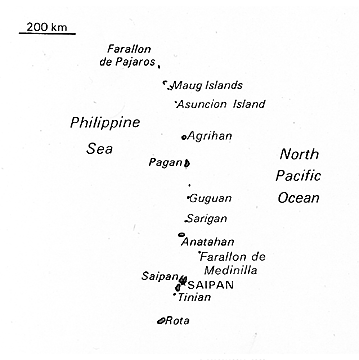 200 km
Farallon
de Pajaros
Maug Islands
Asuncion Island
Philippine
Sea
Agrihan
North
Pacific
Ocean
Pagan
Guguan
Sarigan
Anatahan
Farallon de
Medinilla
Saipan
SAIPAN
Tinian
Rota